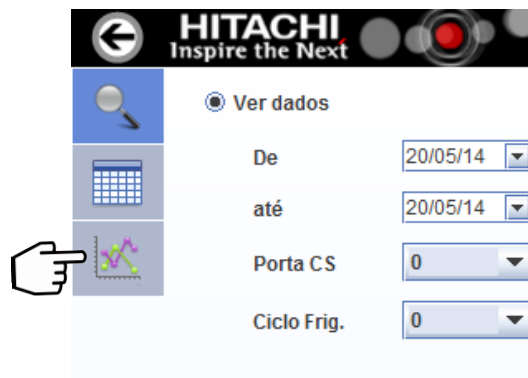 HITACHI
Inspire the Next
Ver dados
De 20/05/14
até 20/05/14
Porta CS 0
Ciclo Frig. 0